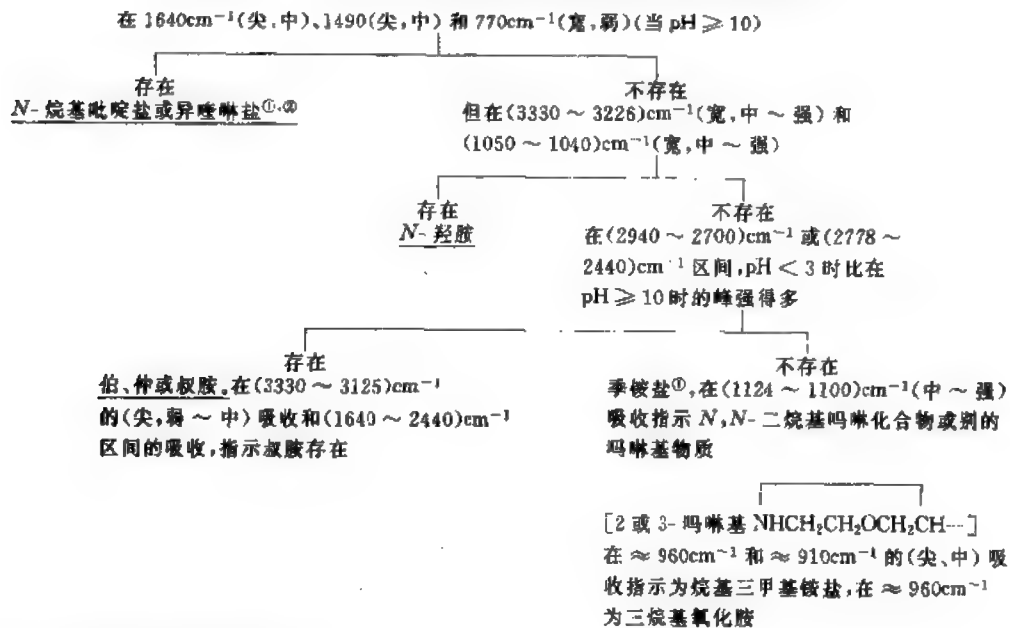 在 1640cm⁻¹(尖、中)、1490(尖,中) 和 770cm⁻¹(宽,弱)(当 pH ⩾ 10)
存在
N-烷基吡啶盐或异喹啉盐①,②
不存在
但在(3330 ~ 3226)cm⁻¹(宽,中 ~ 强) 和
(1050 ~ 1040)cm⁻¹(宽,中 ~ 强)
存在
N-羟胺
不存在
在(2940 ~ 2700)cm⁻¹ 或(2778 ~
2440)cm⁻¹ 区间,pH < 3 时比在
pH ⩾ 10 时的峰强得多
存在
伯、仲或叔胺。在(3330 ~ 3125)cm⁻¹
的(尖,弱 ~ 中) 吸收和(1640 ~ 2440)cm⁻¹
区间的吸收,指示叔胺存在
不存在
季铵盐①,在(1124 ~ 1100)cm⁻¹(中 ~ 强)
吸收指示 N,N-二烷基吗啉化合物或别的
吗啉基物质
[2 或 3-吗啉基 NHCH₂CH₂OCH₂CH---]
在 ≈ 960cm⁻¹ 和 ≈ 910cm⁻¹ 的(尖、中) 吸
收指示为烷基三甲基铵盐,在 ≈ 960cm⁻¹
为三烷基氧化胺